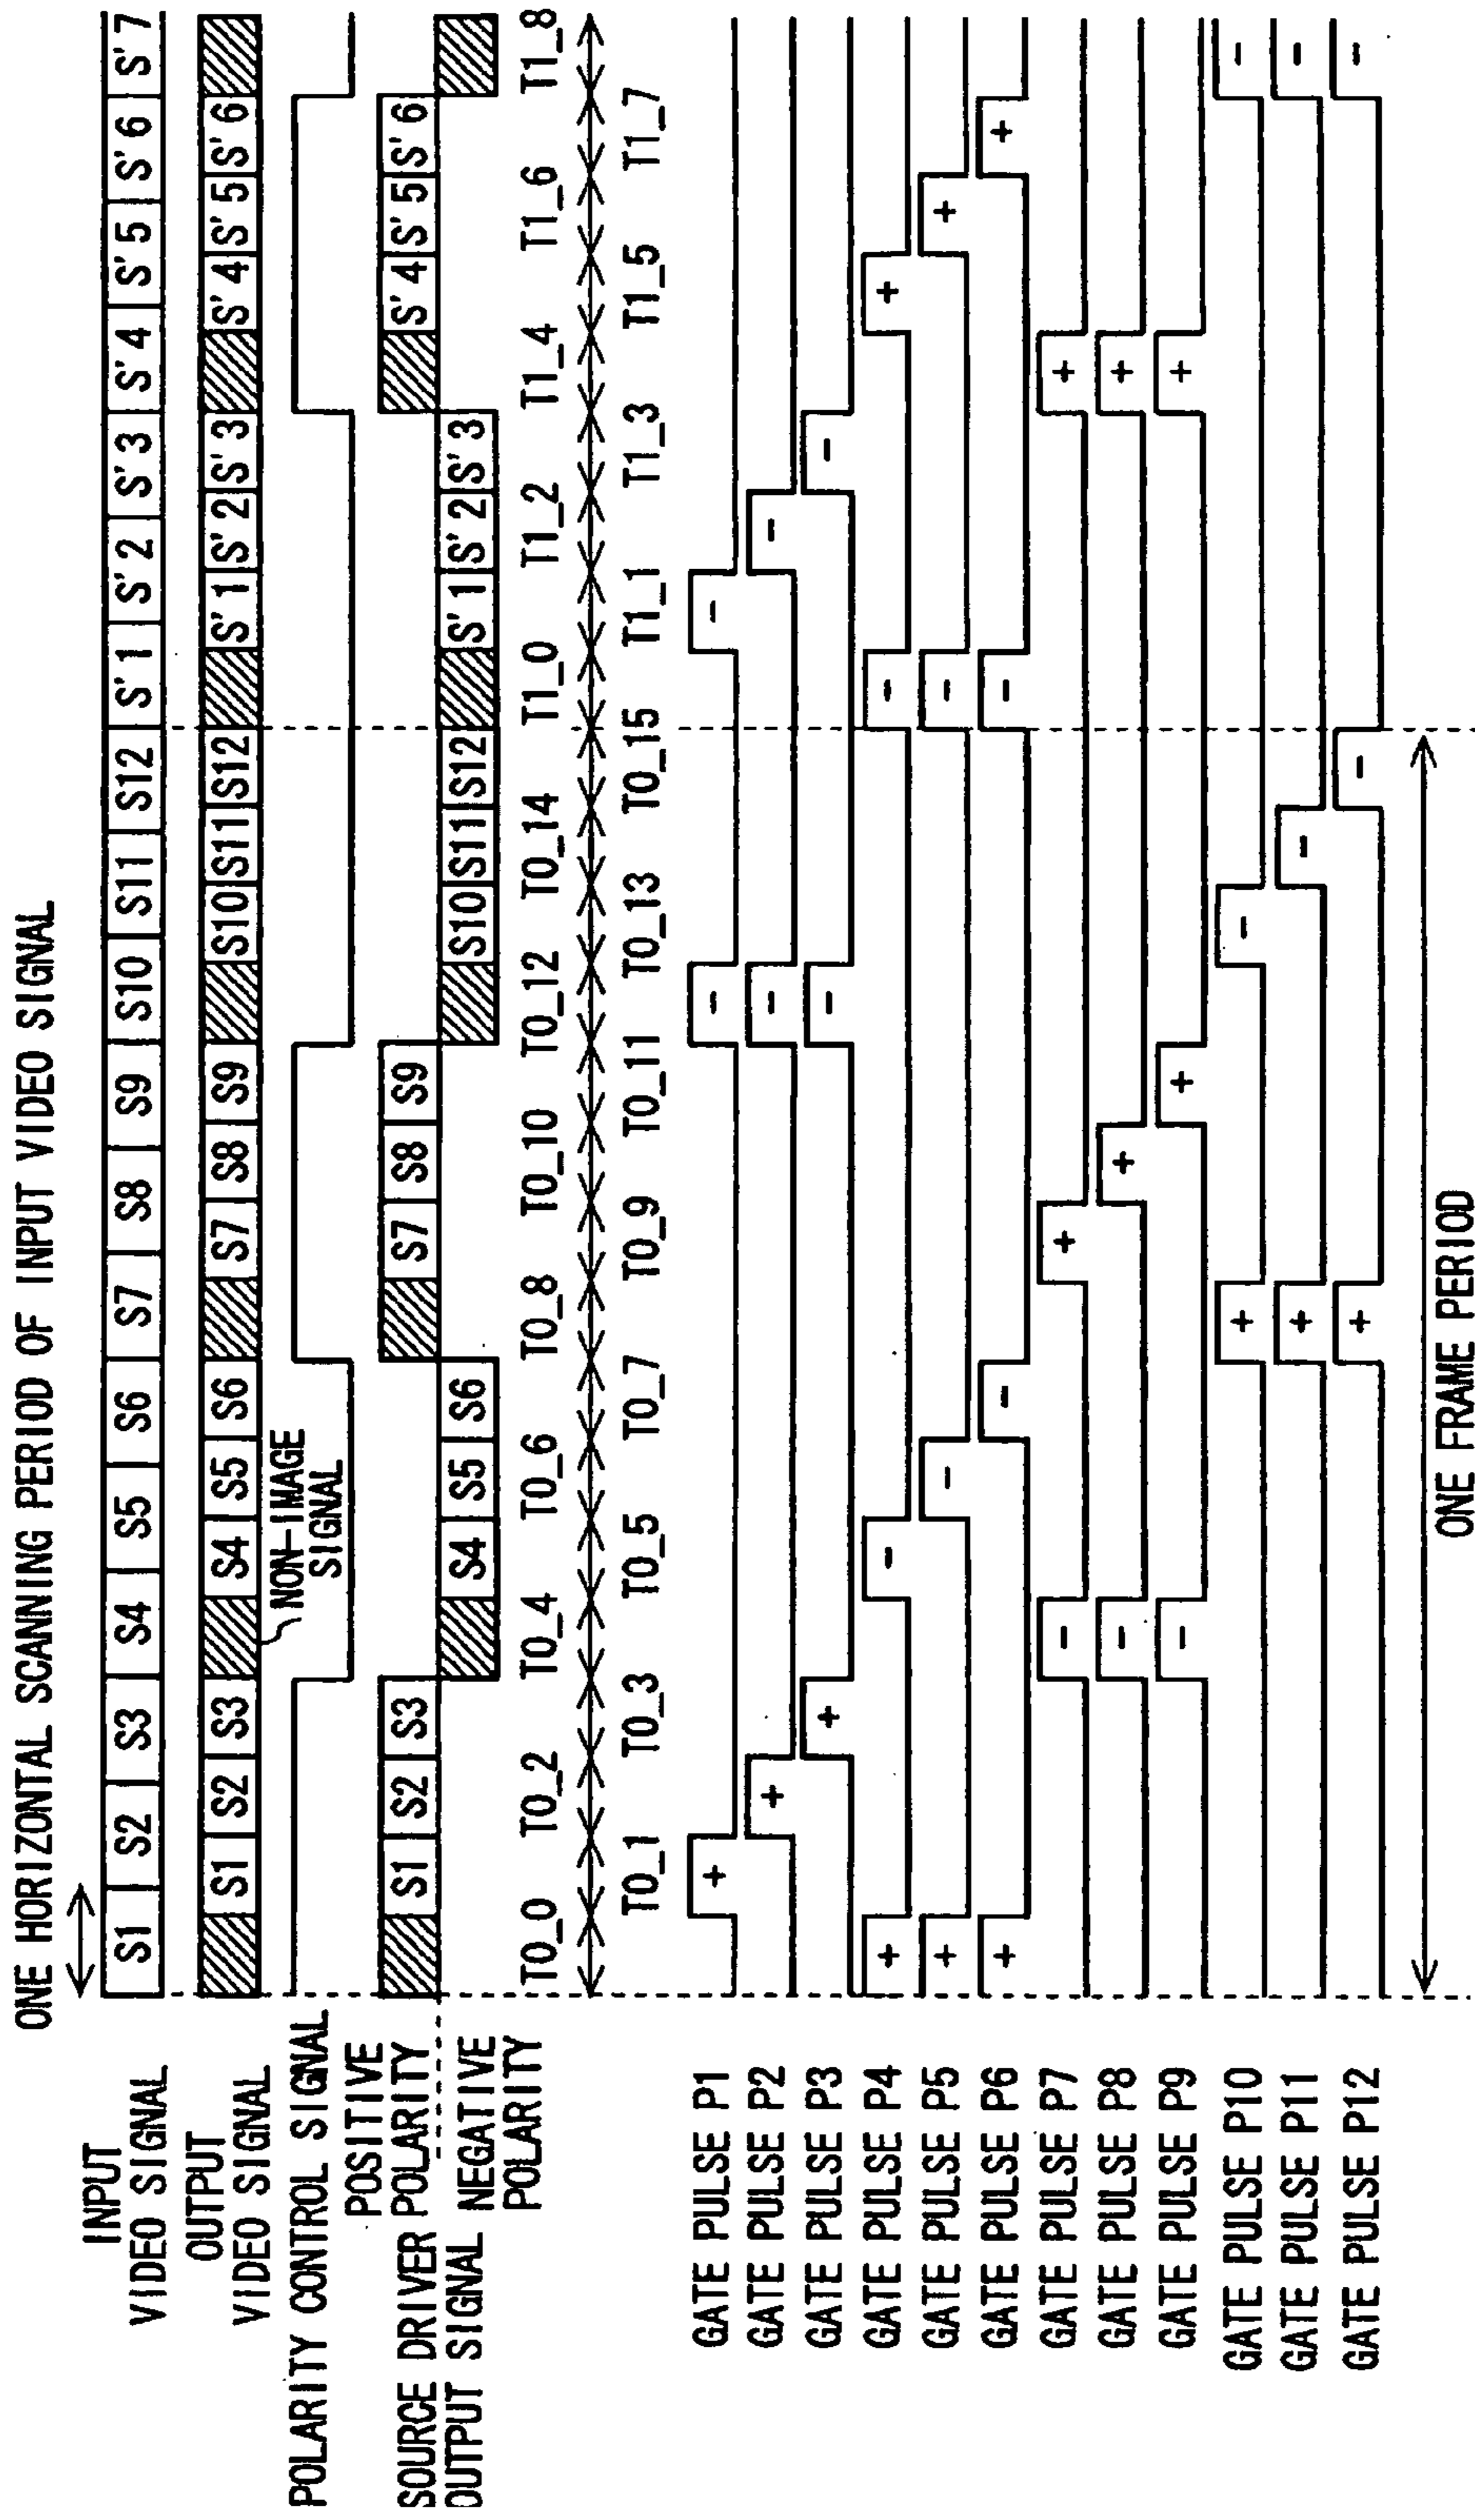 ONE HORIZONTAL SCANNING PERIOD OF INPUT VIDEO SIGNAL
INPUT
VIDEO SIGNAL
S1 S2 S3 S4 S5 S6 S7 S8 S9 S10 S11 S12 S'1 S'2 S'3 S'4 S'5 S'6 S'7
OUTPUT
VIDEO SIGNAL
S1 S2 S3 S4 S5 S6 S7 S8 S9 S10 S11 S12 S'1 S'2 S'3 S'4 S'5 S'6
NON-IMAGE
SIGNAL
POLARITY CONTROL SIGNAL
SOURCE DRIVER
OUTPUT SIGNAL
POSITIVE
POLARITY
S1 S2 S3 S7 S8 S9 S'4 S'5 S'6
NEGATIVE
POLARITY
S4 S5 S6 S10 S11 S12 S'1 S'2 S'3
T0_0 T0_2 T0_4 T0_6 T0_8 T0_10 T0_12 T0_14 T1_0 T1_2 T1_4 T1_6 T1_8
T0_1 T0_3 T0_5 T0_7 T0_9 T0_11 T0_13 T0_15 T1_1 T1_3 T1_5 T1_7
GATE PULSE P1 + - -
GATE PULSE P2 + - -
GATE PULSE P3 + - -
GATE PULSE P4 + - - +
GATE PULSE P5 + - - +
GATE PULSE P6 + - - +
GATE PULSE P7 - + +
GATE PULSE P8 - + +
GATE PULSE P9 - + +
GATE PULSE P10 + - -
GATE PULSE P11 + - -
GATE PULSE P12 + - -
ONE FRAME PERIOD